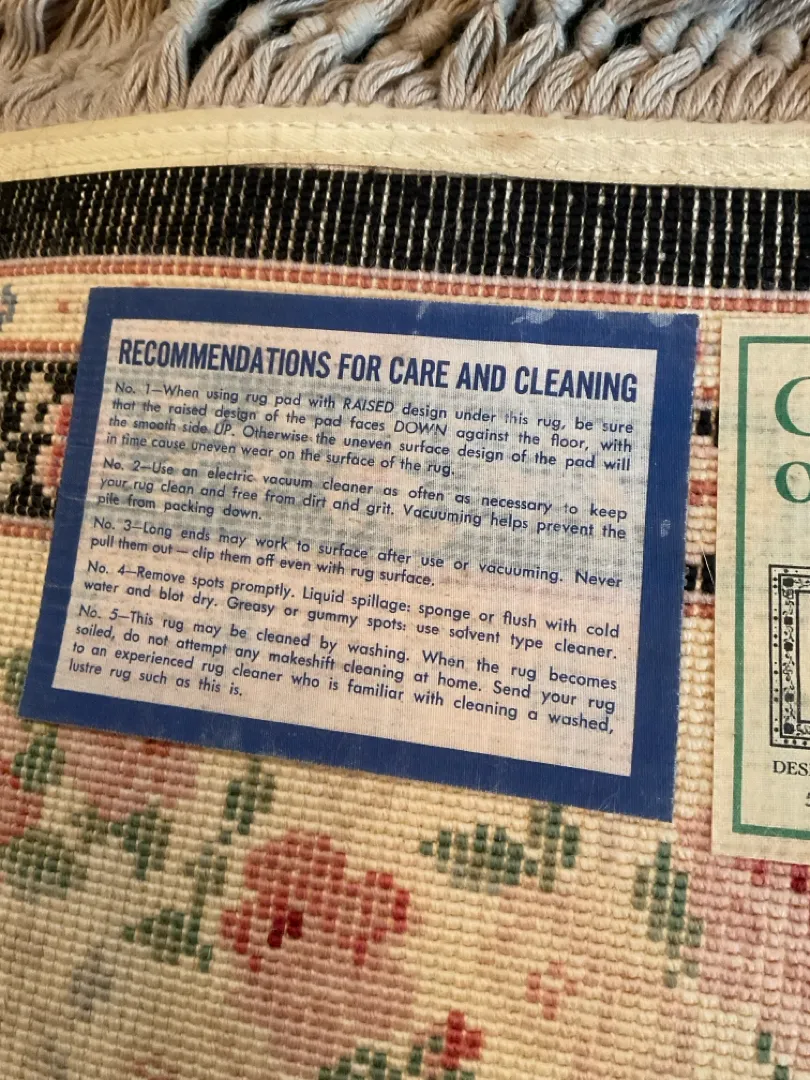 RECOMMENDATIONS FOR CARE AND CLEANING
No. 1—When using rug pad with RAISED design under this rug, be sure
that the raised design of the pad faces DOWN against the floor, with
the smooth side UP. Otherwise the uneven surface design of the pad will
in time cause uneven wear on the surface of the rug.
No. 2—Use an electric vacuum cleaner as often as necessary to keep
your rug clean and free from dirt and grit. Vacuuming helps prevent the
pile from packing down.
No. 3—Long ends may work to surface after use or vacuuming. Never
pull them out — clip them off even with rug surface.
No. 4—Remove spots promptly. Liquid spillage: sponge or flush with cold
water and blot dry. Greasy or gummy spots: use solvent type cleaner.
No. 5—This rug may be cleaned by washing. When the rug becomes
soiled, do not attempt any makeshift cleaning at home. Send your rug
to an experienced rug cleaner who is familiar with cleaning a washed,
lustre rug such as this is.